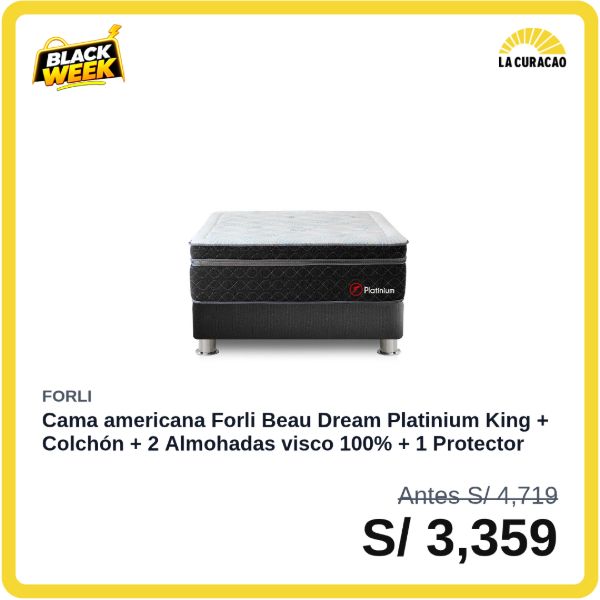 BLACK
WEEK
LA CURACAO
Platinium
FORLI
Cama americana Forli Beau Dream Platinium King +
Colchón + 2 Almohadas visco 100% + 1 Protector
Antes S/ 4,719
S/ 3,359